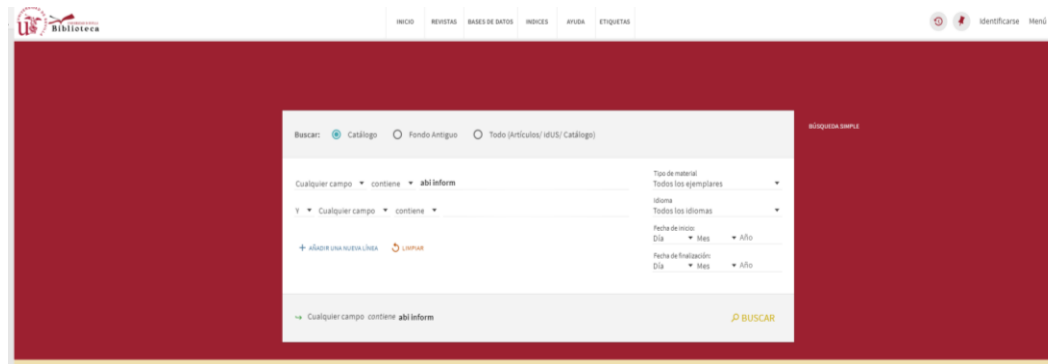 Biblioteca
INICIO REVISTAS BASES DE DATOS INDICES AYUDA ETIQUETAS
Identificarse Menú
Buscar: Catálogo Fondo Antiguo Todo (Artículos/ idUS/ Catálogo)
BÚSQUEDA SIMPLE
Cualquier campo contiene abi inform
Y Cualquier campo contiene
+ AÑADIR UNA NUEVA LÍNEA LIMPIAR
Tipo de material
Todos los ejemplares
Idioma
Todos los idiomas
Fecha de inicio:
Día Mes Año
Fecha de finalización:
Día Mes Año
Cualquier campo contiene abi inform
BUSCAR